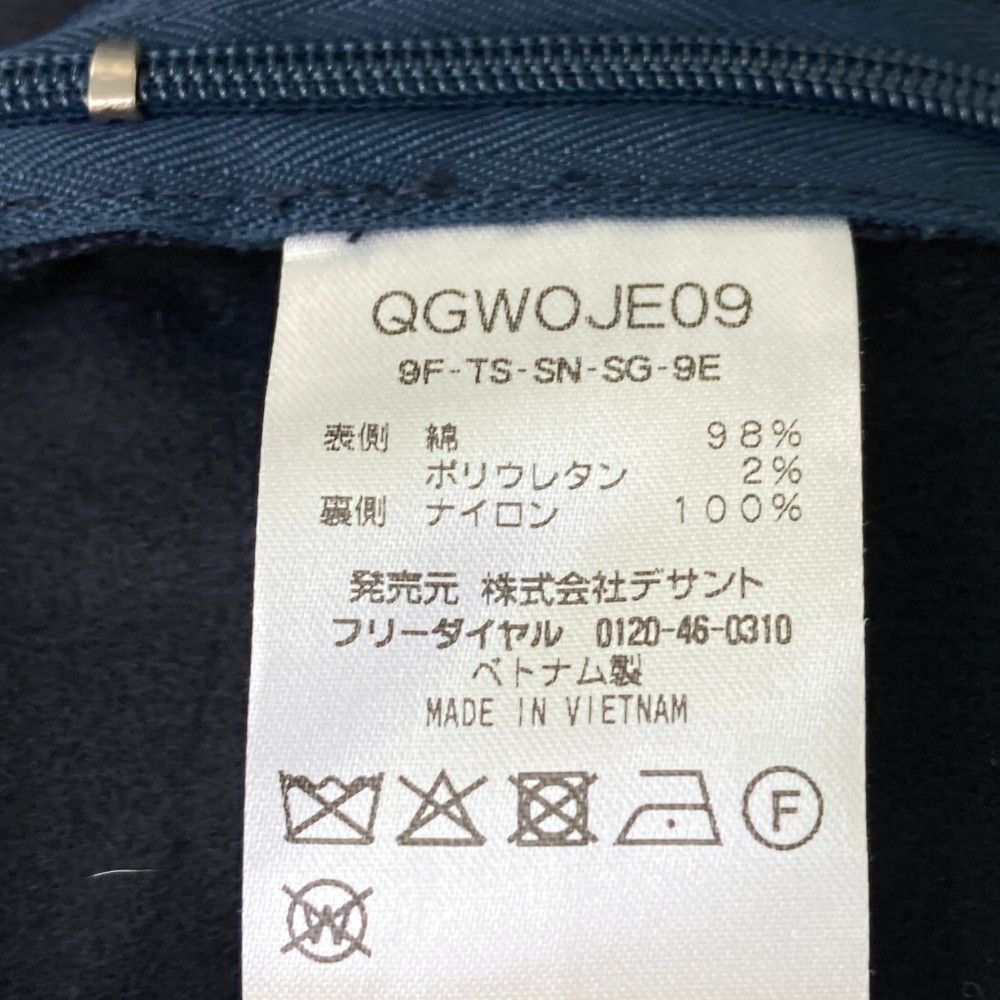 QGWOJE09
9F-TS-SN-SG-9E
表側 綿 98%
ポリウレタン 2%
裏側 ナイロン 100%
発売元 株式会社デサント
フリーダイヤル 0120-46-0310
ベトナム製
MADE IN VIETNAM
F
W